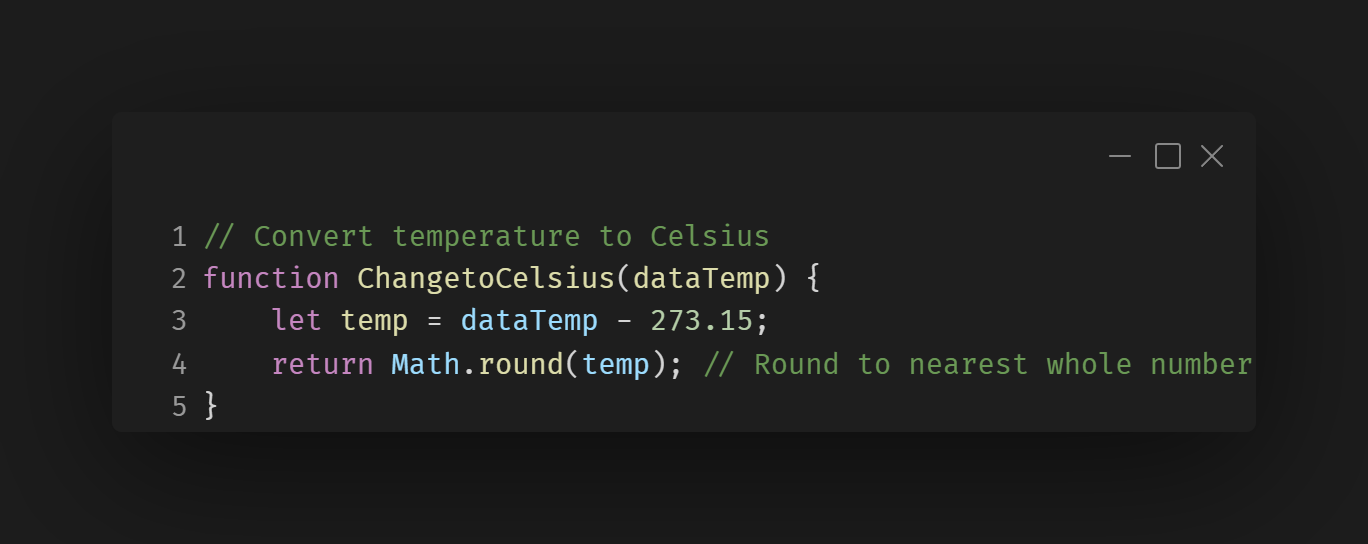 1 // Convert temperature to Celsius
2 function ChangetoCelsius(dataTemp) {
3     let temp = dataTemp - 273.15;
4     return Math.round(temp); // Round to nearest whole number
5 }